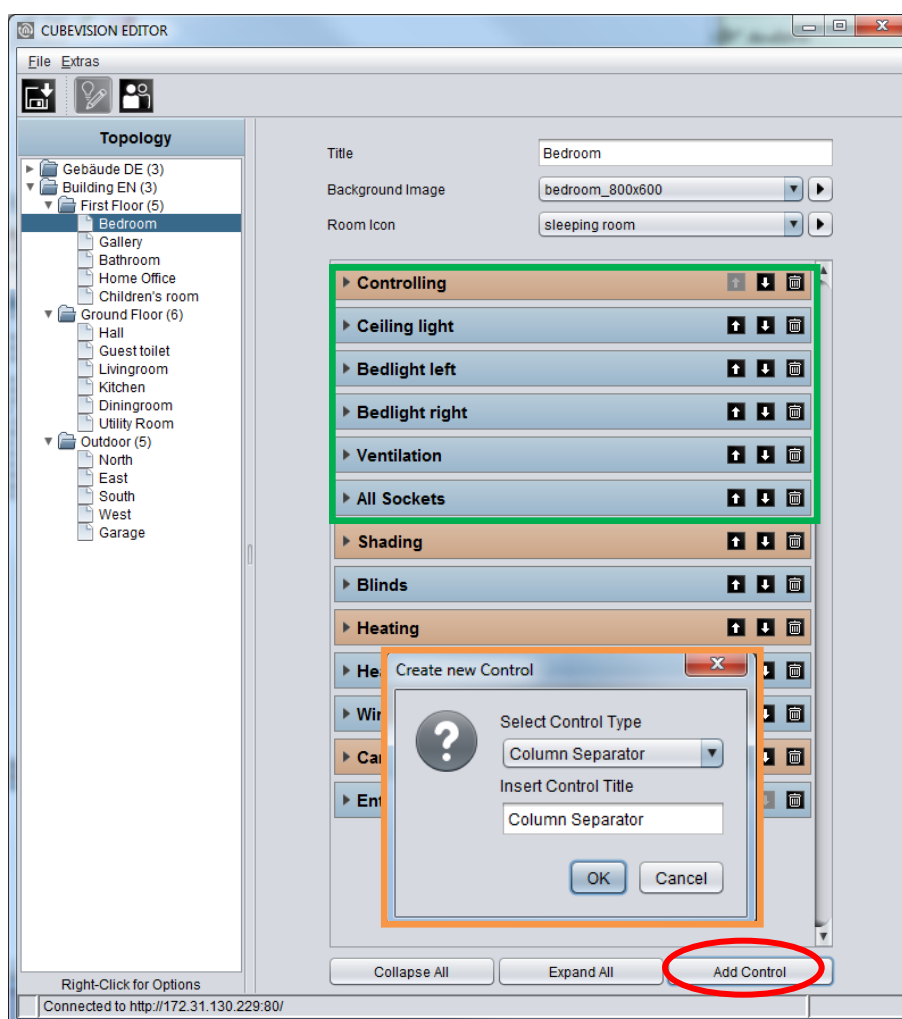 CUBEVISION EDITOR
File Extras
Topology
Gebäude DE (3)
Building EN (3)
First Floor (5)
Bedroom
Gallery
Bathroom
Home Office
Children's room
Ground Floor (6)
Hall
Guest toilet
Livingroom
Kitchen
Diningroom
Utility Room
Outdoor (5)
North
East
South
West
Garage
Right-Click for Options
Title Bedroom
Background Image bedroom_800x600
Room Icon sleeping room
Controlling
Ceiling light
Bedlight left
Bedlight right
Ventilation
All Sockets
Shading
Blinds
Heating
Create new Control
Select Control Type
Column Separator
Insert Control Title
Column Separator
OK Cancel
Collapse All Expand All Add Control
Connected to http://172.31.130.229:80/